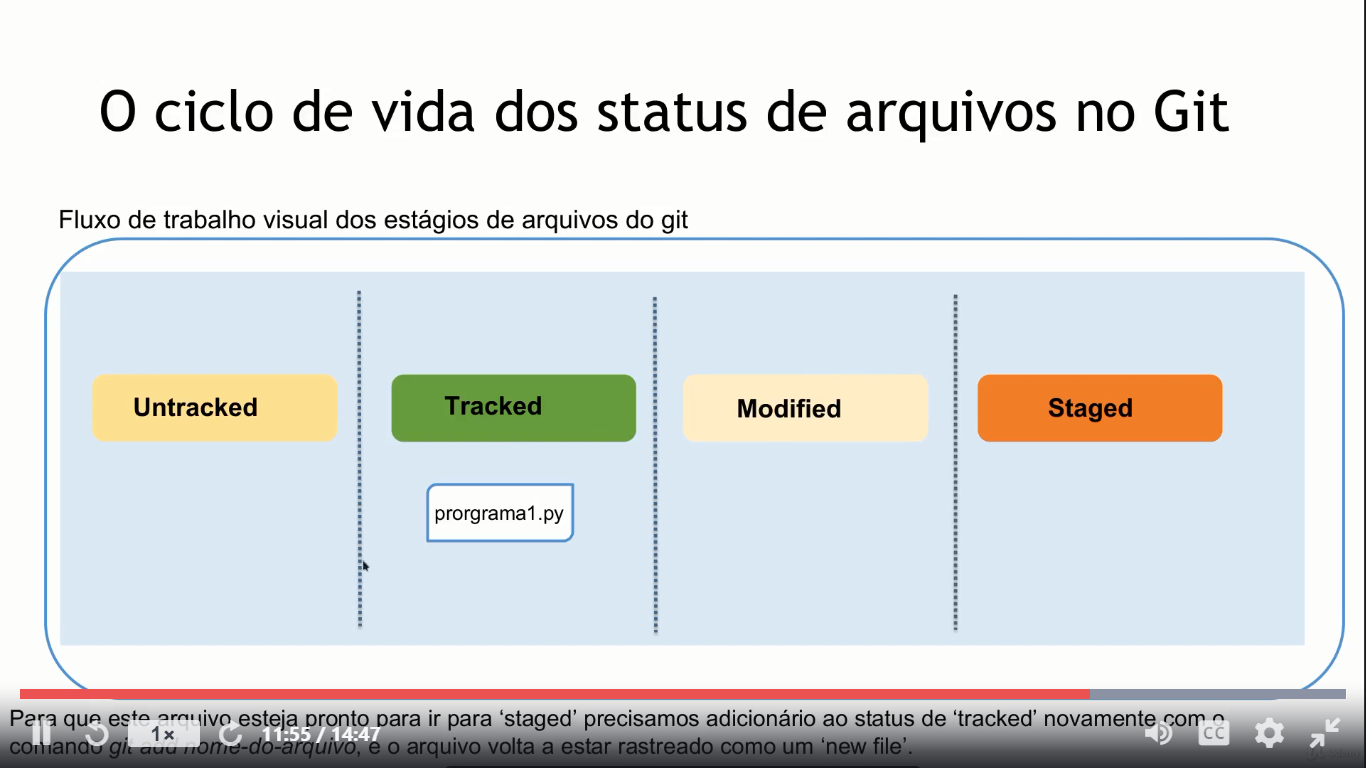 O ciclo de vida dos status de arquivos no Git
Fluxo de trabalho visual dos estágios de arquivos do git
Untracked
Tracked
Modified
Staged
prorgrama1.py
Para que este arquivo esteja pronto para ir para ‘staged’ precisamos adicionário ao status de ‘tracked’ novamente com o
comando git add nome-do-arquivo, e o arquivo volta a estar rastreado como um ‘new file’.
1×
11:55 / 14:47
CC